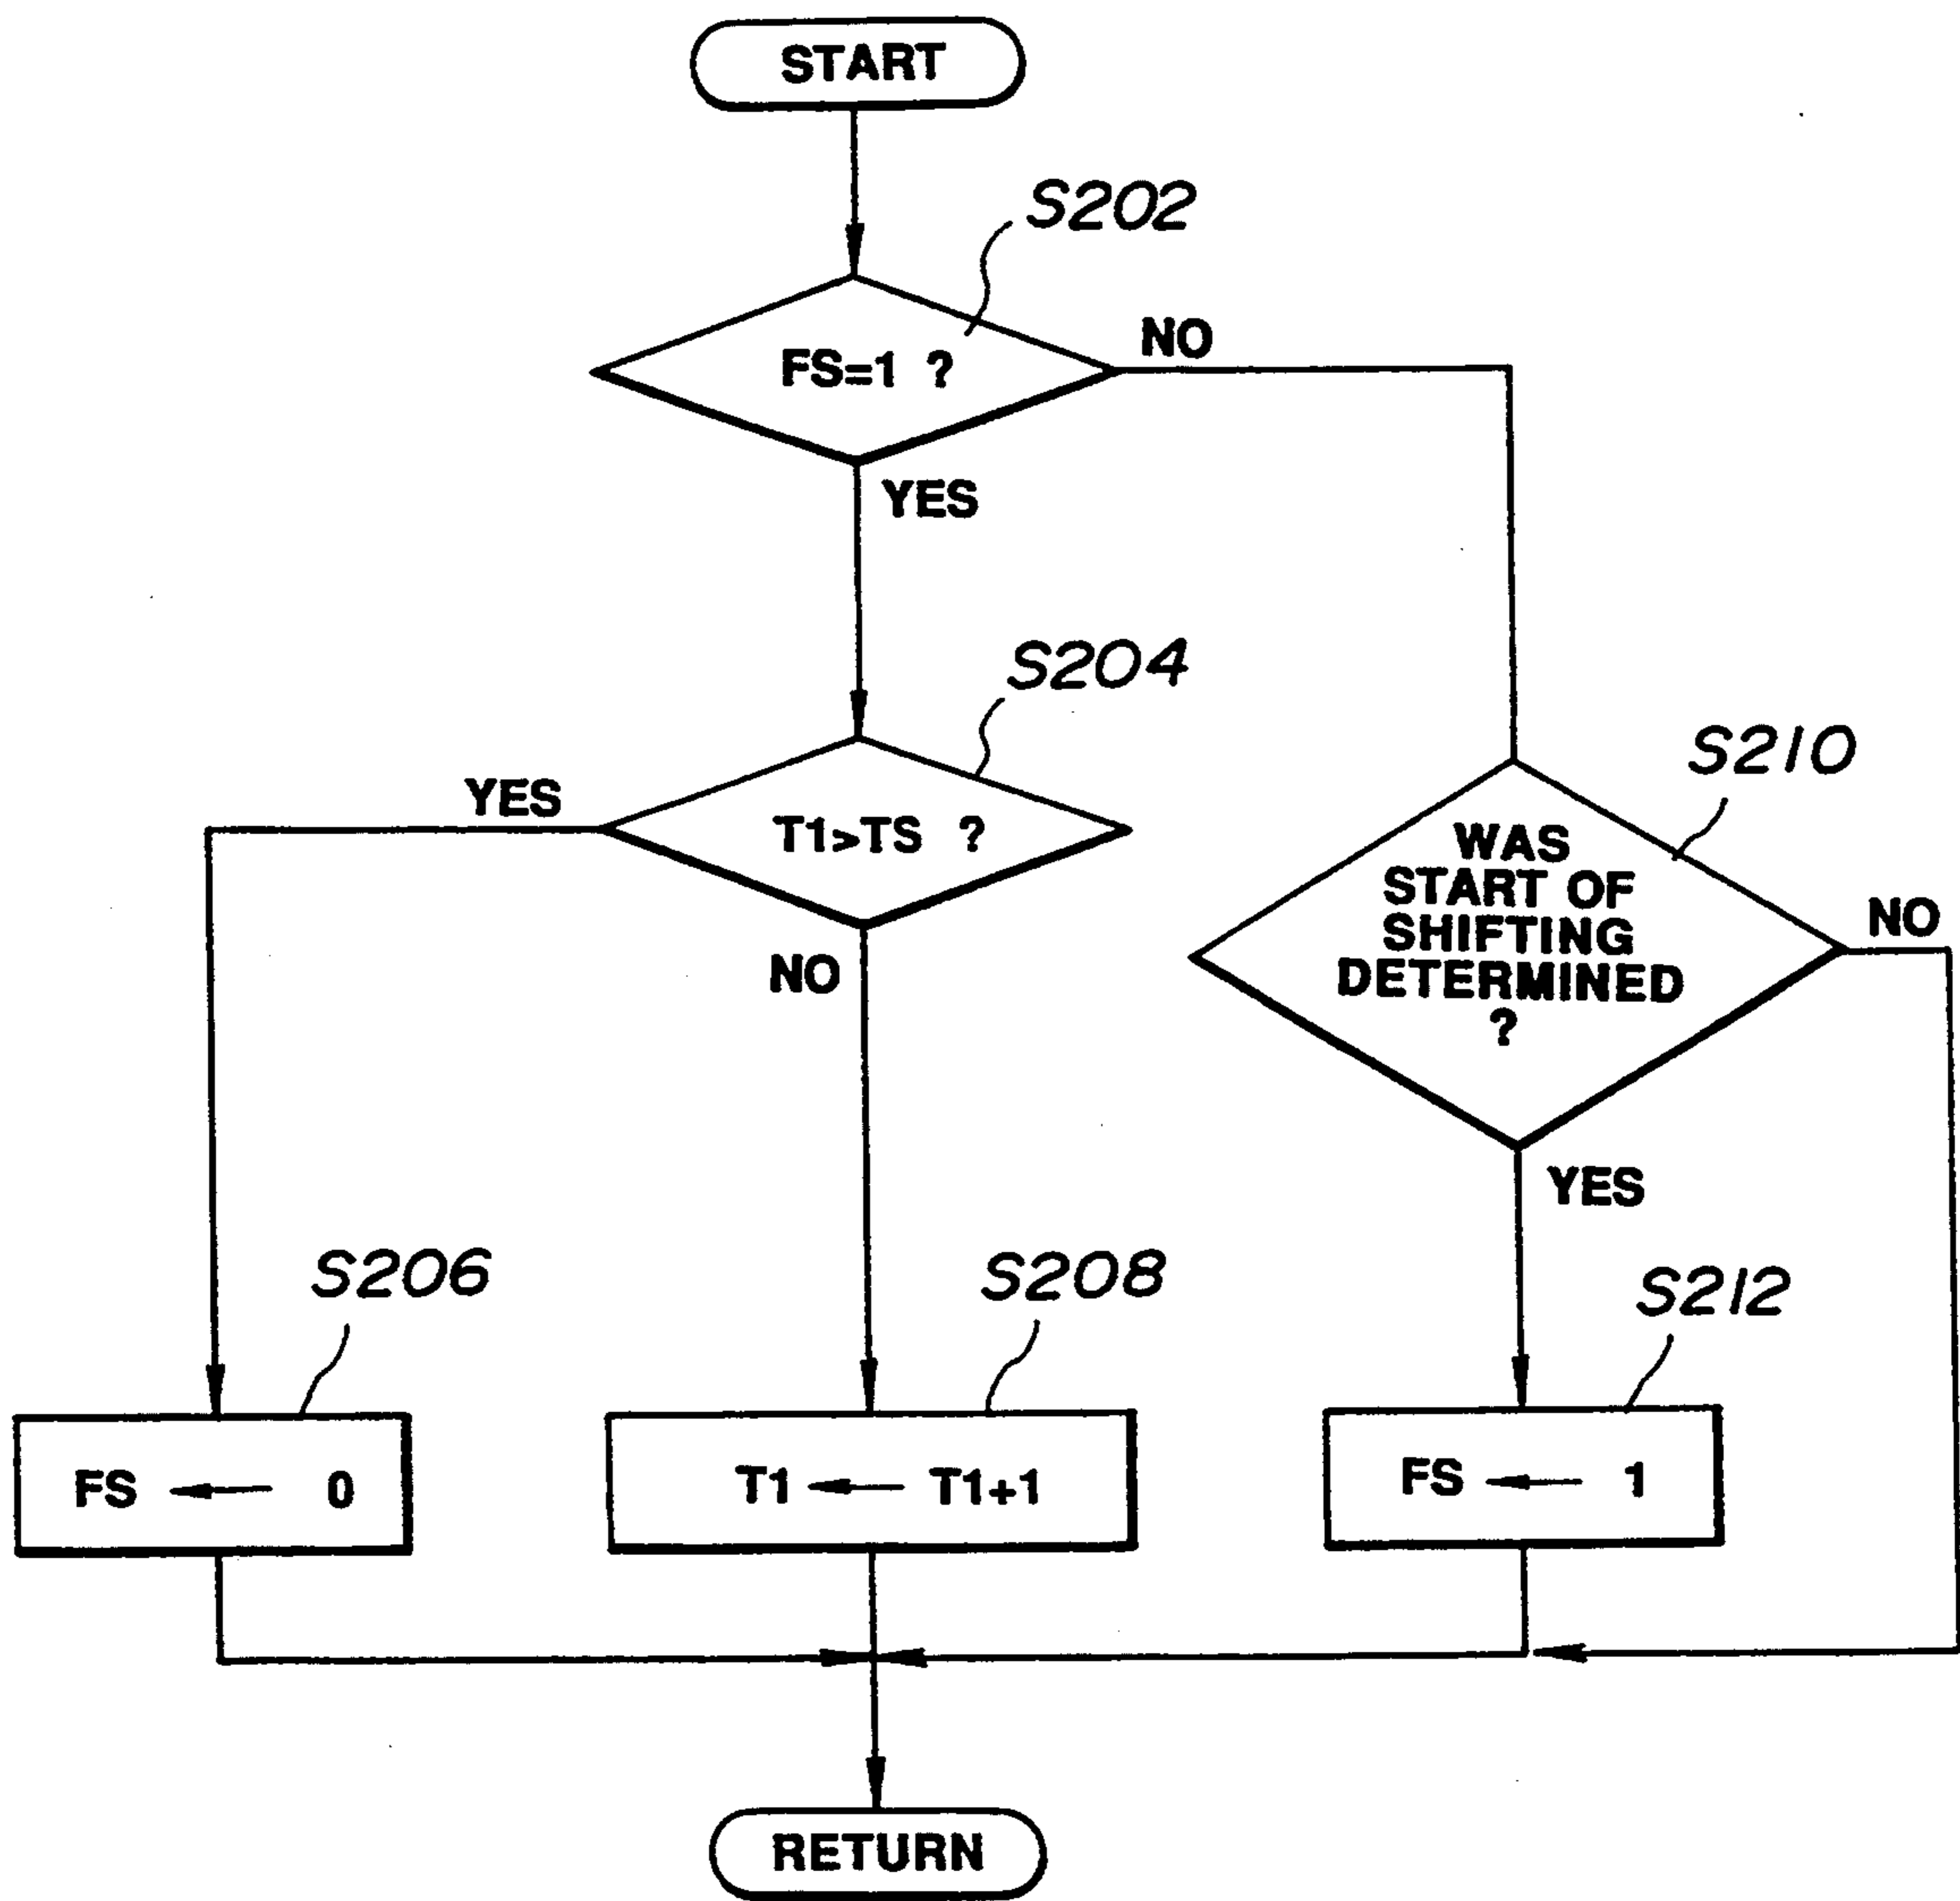 START
S202
FS=1 ?
NO
YES
S204
YES
T1>TS ?
NO
S210
WAS
START OF
SHIFTING
DETERMINED
?
NO
YES
S206
S208
S212
FS ← 0
T1 ← T1+1
FS ← 1
RETURN